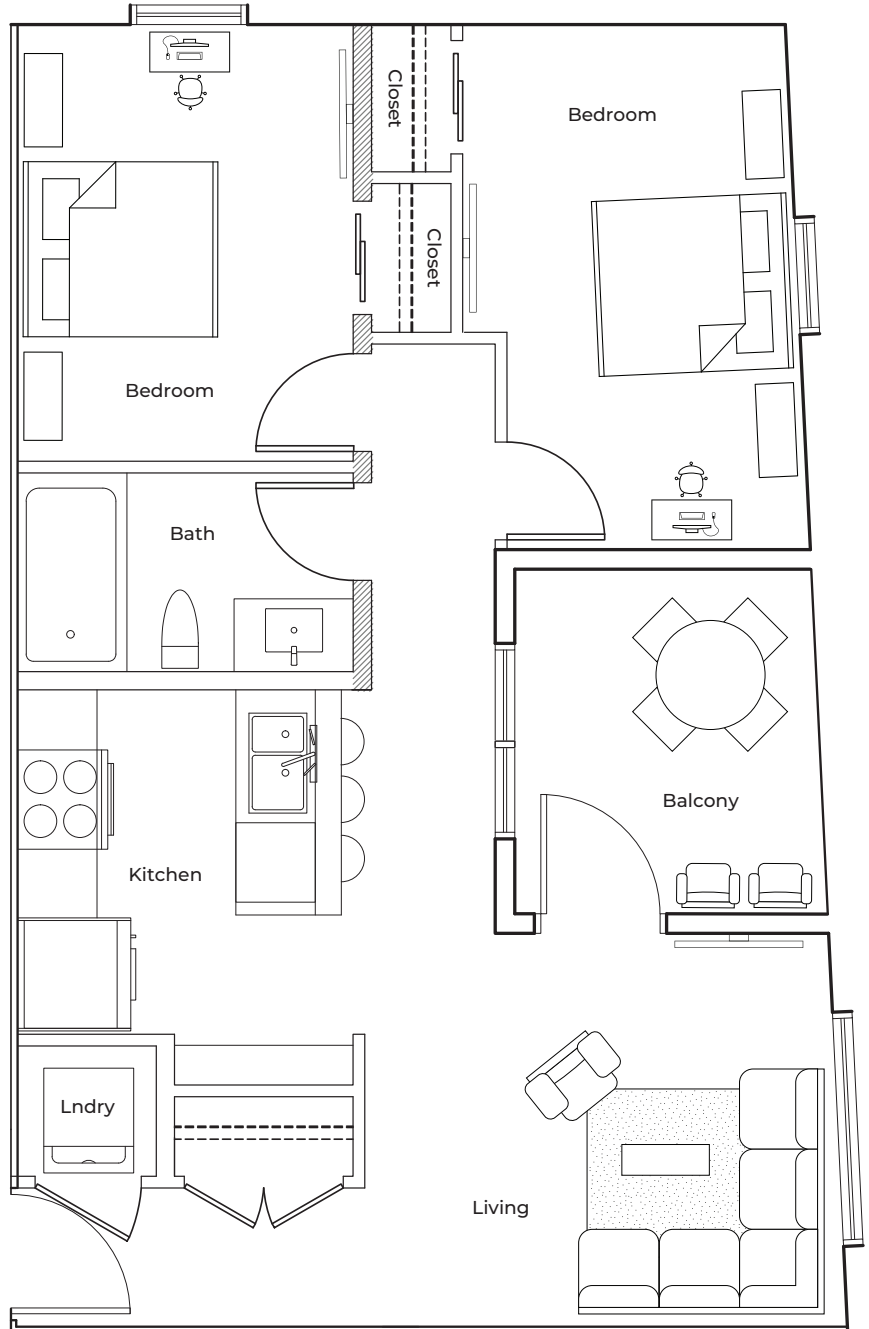 Closet
Bedroom
Closet
Bedroom
Bath
Balcony
Kitchen
Lndry
Living